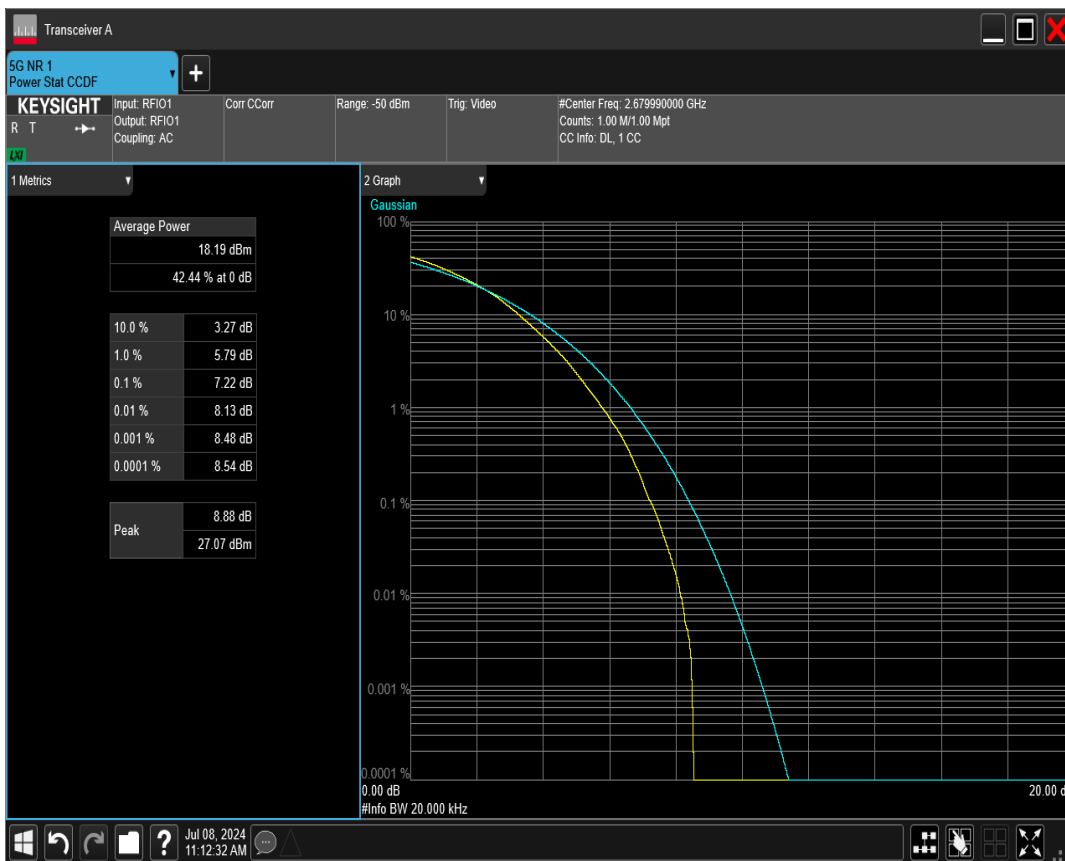 Transceiver A
5G NR 1
Power Stat CCDF
KEYSIGHT
R T
LXI
Input: RFIO1
Output: RFIO1
Coupling: AC
Corr CCorr
Range: -50 dBm
Trig: Video
#Center Freq: 2.679990000 GHz
Counts: 1.00 M/1.00 Mpt
CC Info: DL, 1 CC
1 Metrics
Average Power
18.19 dBm
42.44 % at 0 dB
10.0 % 3.27 dB
1.0 % 5.79 dB
0.1 % 7.22 dB
0.01 % 8.13 dB
0.001 % 8.48 dB
0.0001 % 8.54 dB
Peak
8.88 dB
27.07 dBm
2 Graph
Gaussian
100 %
10 %
1 %
0.1 %
0.01 %
0.001 %
0.0001 %
0.00 dB 20.00 d
#Info BW 20.000 kHz
?
Jul 08, 2024
11:12:32 AM